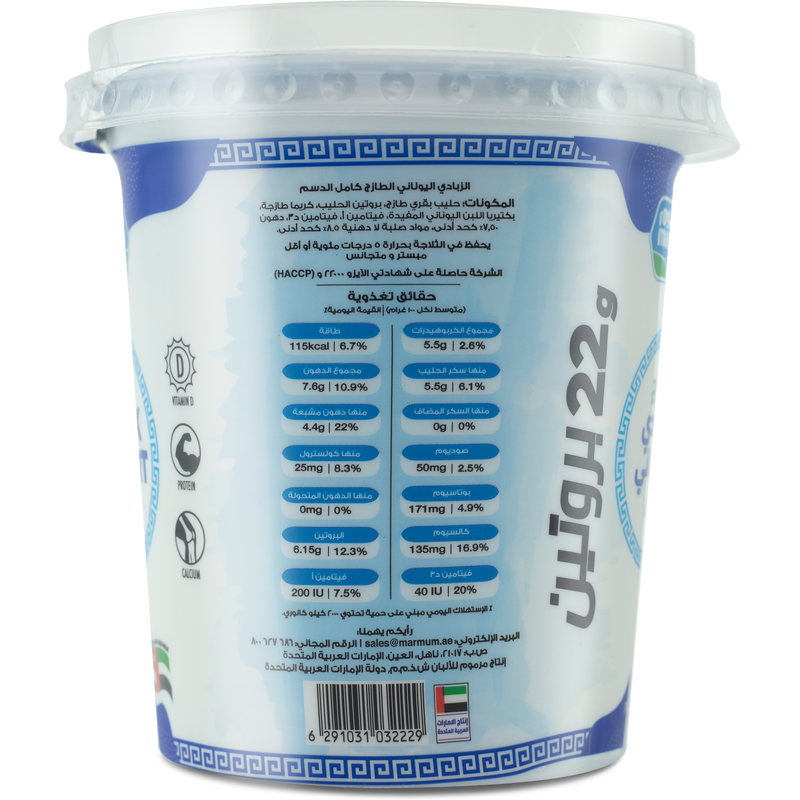 الزبادي اليوناني الطازج كامل الدسم
المكونات: حليب بقري طازج، بروتين الحليب، كريما طازجة،
بكتيريا اللبن اليوناني المفيدة، فيتامين أ، فيتامين د٣، دهون
٧,٥٠٪ كحد أدنى، مواد صلبة لا دهنية ٨,٥٪ كحد أدنى.
يحفظ في الثلاجة بحرارة ٥ درجات مئوية أو أقل
مبستر و متجانس
الشركة حاصلة على شهادتي الآيزو ٢٢٠٠٠ و (HACCP)
حقائق تغذوية
(متوسط لكل ١٠٠ غرام) | القيمة اليومية٪
مجموع الكربوهيدرات
5.5g | 2.6%
طاقة
115kcal | 6.7%
منها سكر الحليب
5.5g | 6.1%
مجموع الدهون
7.6g | 10.9%
منها السكر المضاف
0g | 0%
منها دهون مشبعة
4.4g | 22%
صوديوم
50mg | 2.5%
منها كولسترول
25mg | 8.3%
بوتاسيوم
171mg | 4.9%
منها الدهون المتحولة
0mg | 0%
كالسيوم
135mg | 16.9%
البروتين
6.15g | 12.3%
فيتامين د٣
40 IU | 20%
فيتامين أ
200 IU | 7.5%
٪ الإستهلاك اليومي مبني على حمية تحتوي ٢٠٠٠ كيلو كالوري.
رأيكم يهمنا:
البريد الإلكتروني: sales@marmum.ae | الرقم المجاني: ٨٠٠ ٦٢٧ ٦٨٦
ص.ب: ٢١٠١٧، ناهل، العين، الإمارات العربية المتحدة
إنتاج مرموم للألبان ش.ذ.م.م, دولة الإمارات العربية المتحدة
6 291031 032229
إنتاج الامارات
العربية المتحدة
22g بروتين
D
VITAMIN D
PROTEIN
CALCIUM